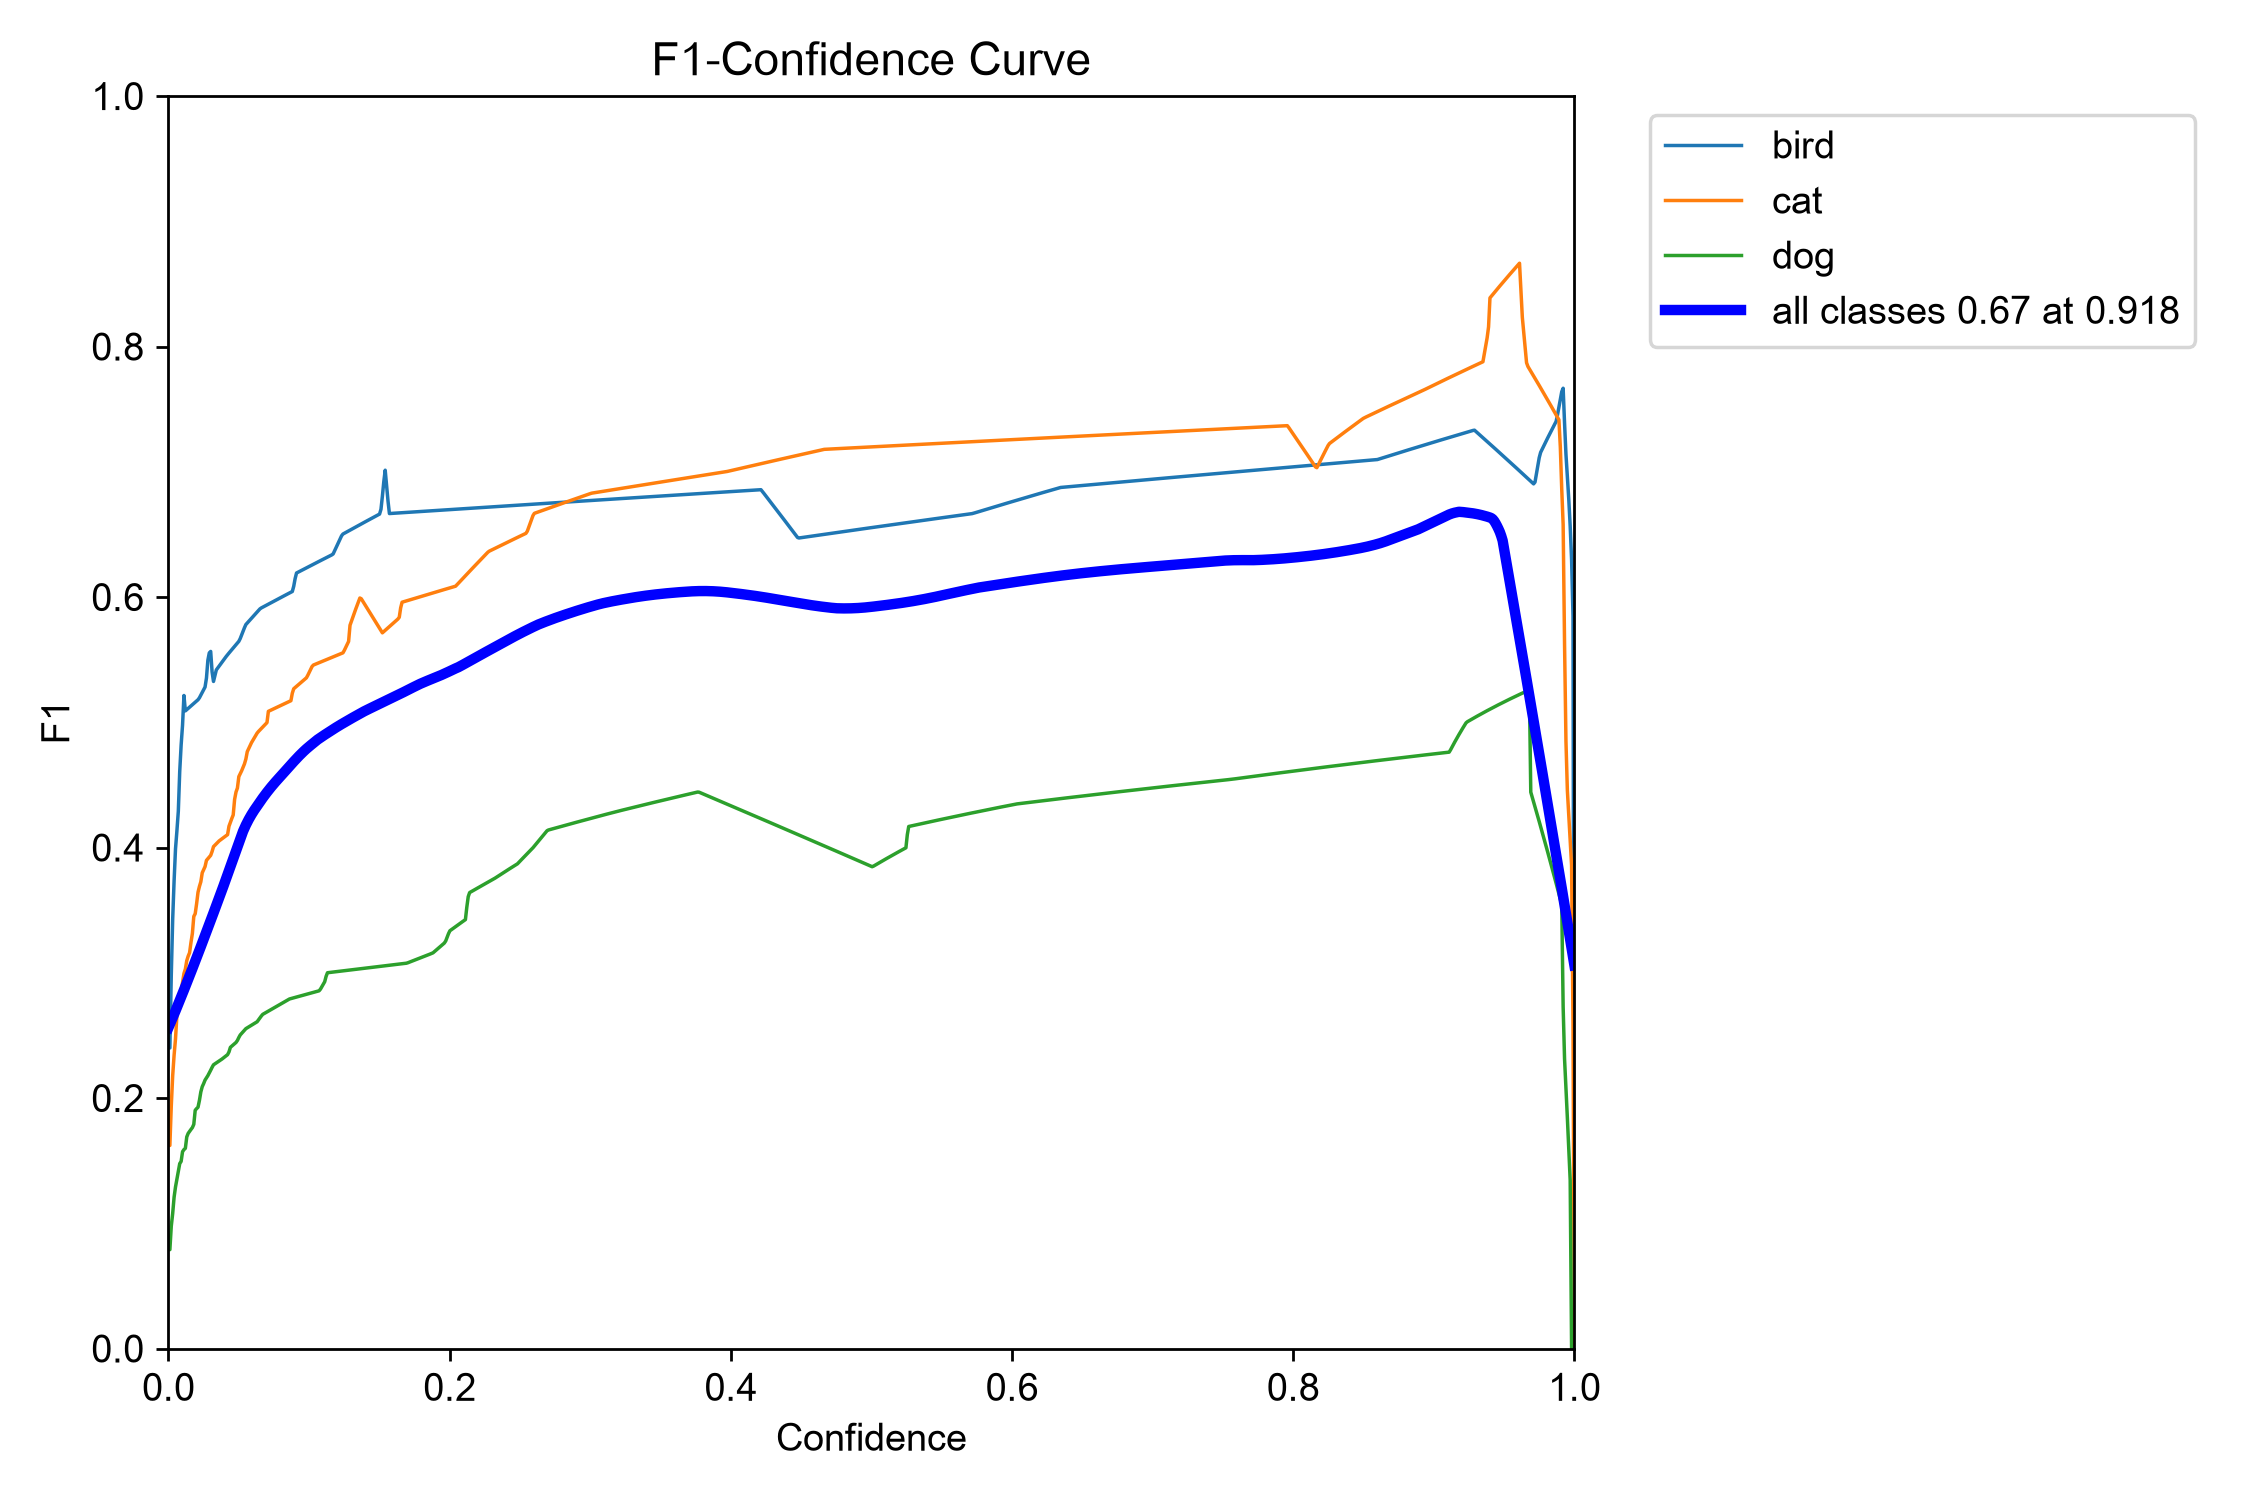 F1-Confidence Curve
1.0
0.8
0.6
0.4
0.2
0.0
F1
0.0 0.2 0.4 0.6 0.8 1.0
Confidence
bird
cat
dog
all classes 0.67 at 0.918